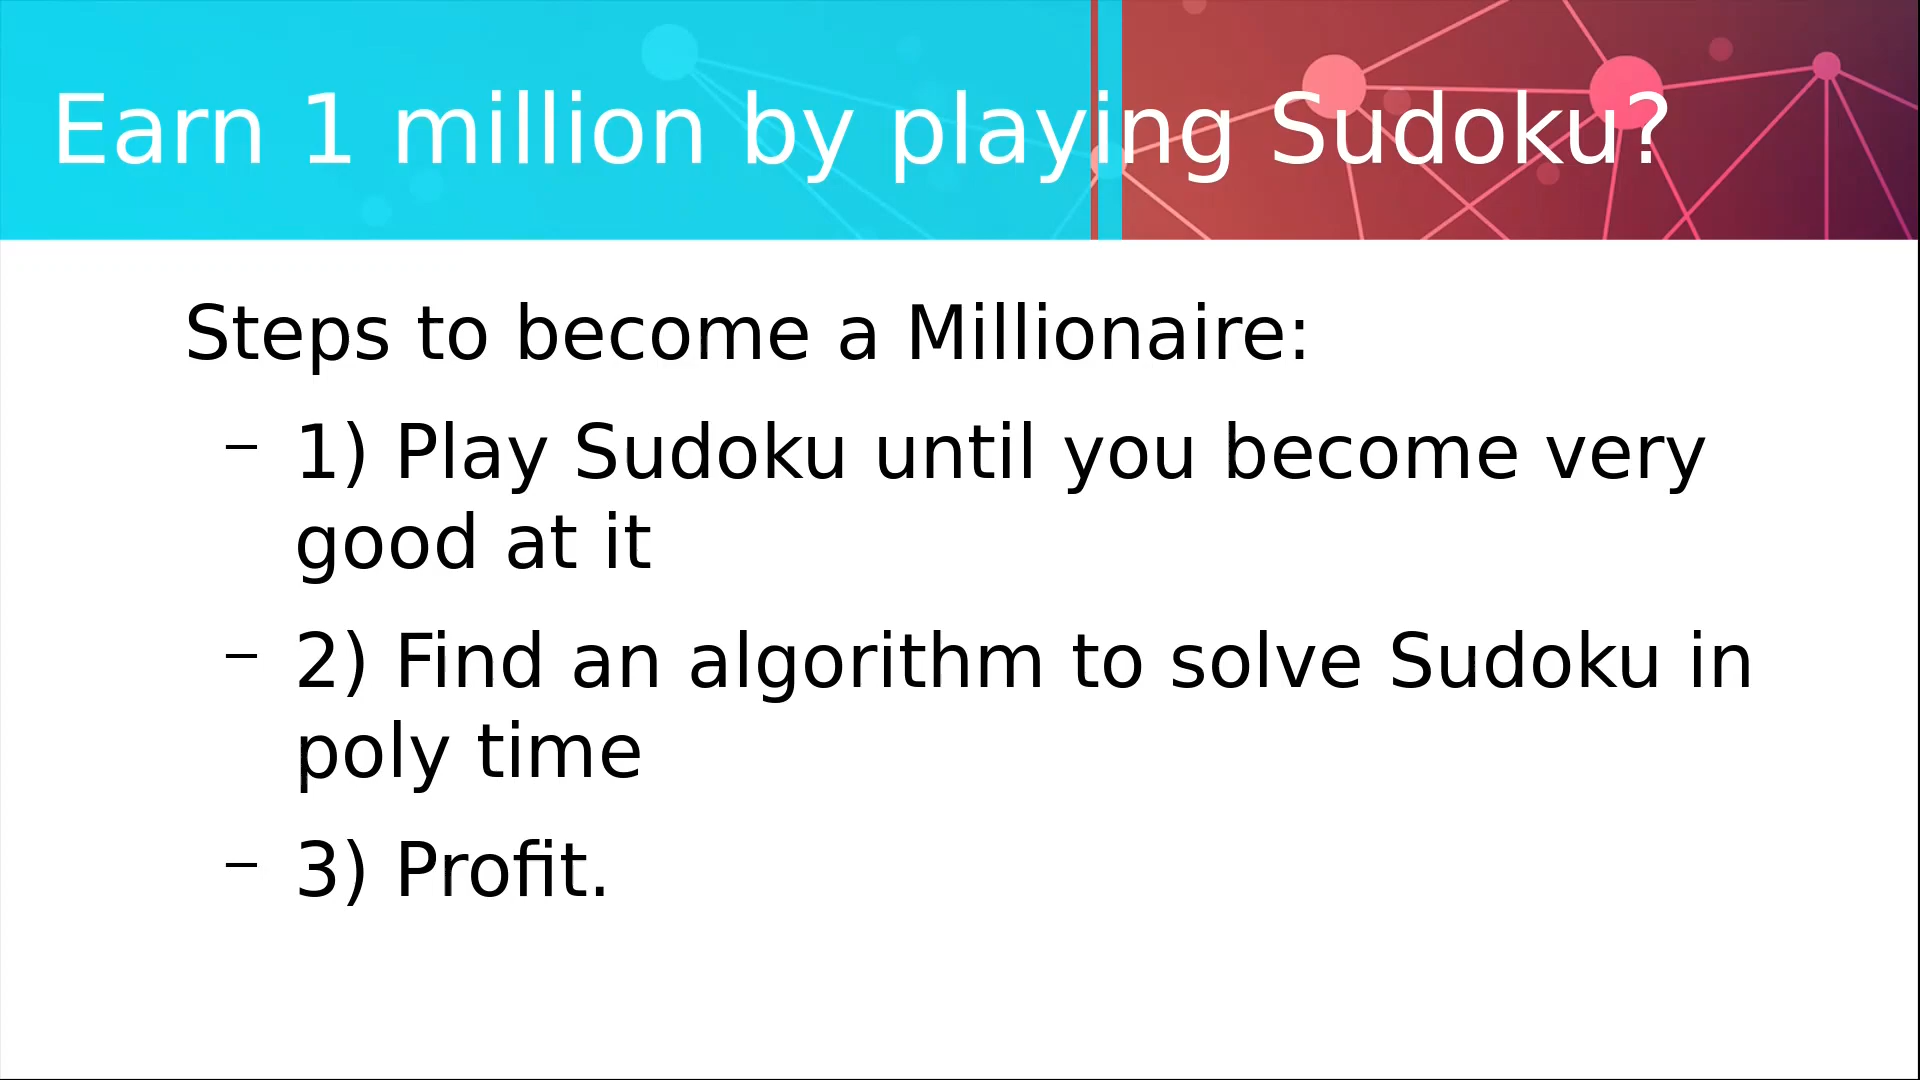 Earn 1 million by playing Sudoku?
Steps to become a Millionaire:
– 1) Play Sudoku until you become very
good at it
– 2) Find an algorithm to solve Sudoku in
poly time
– 3) Profit.